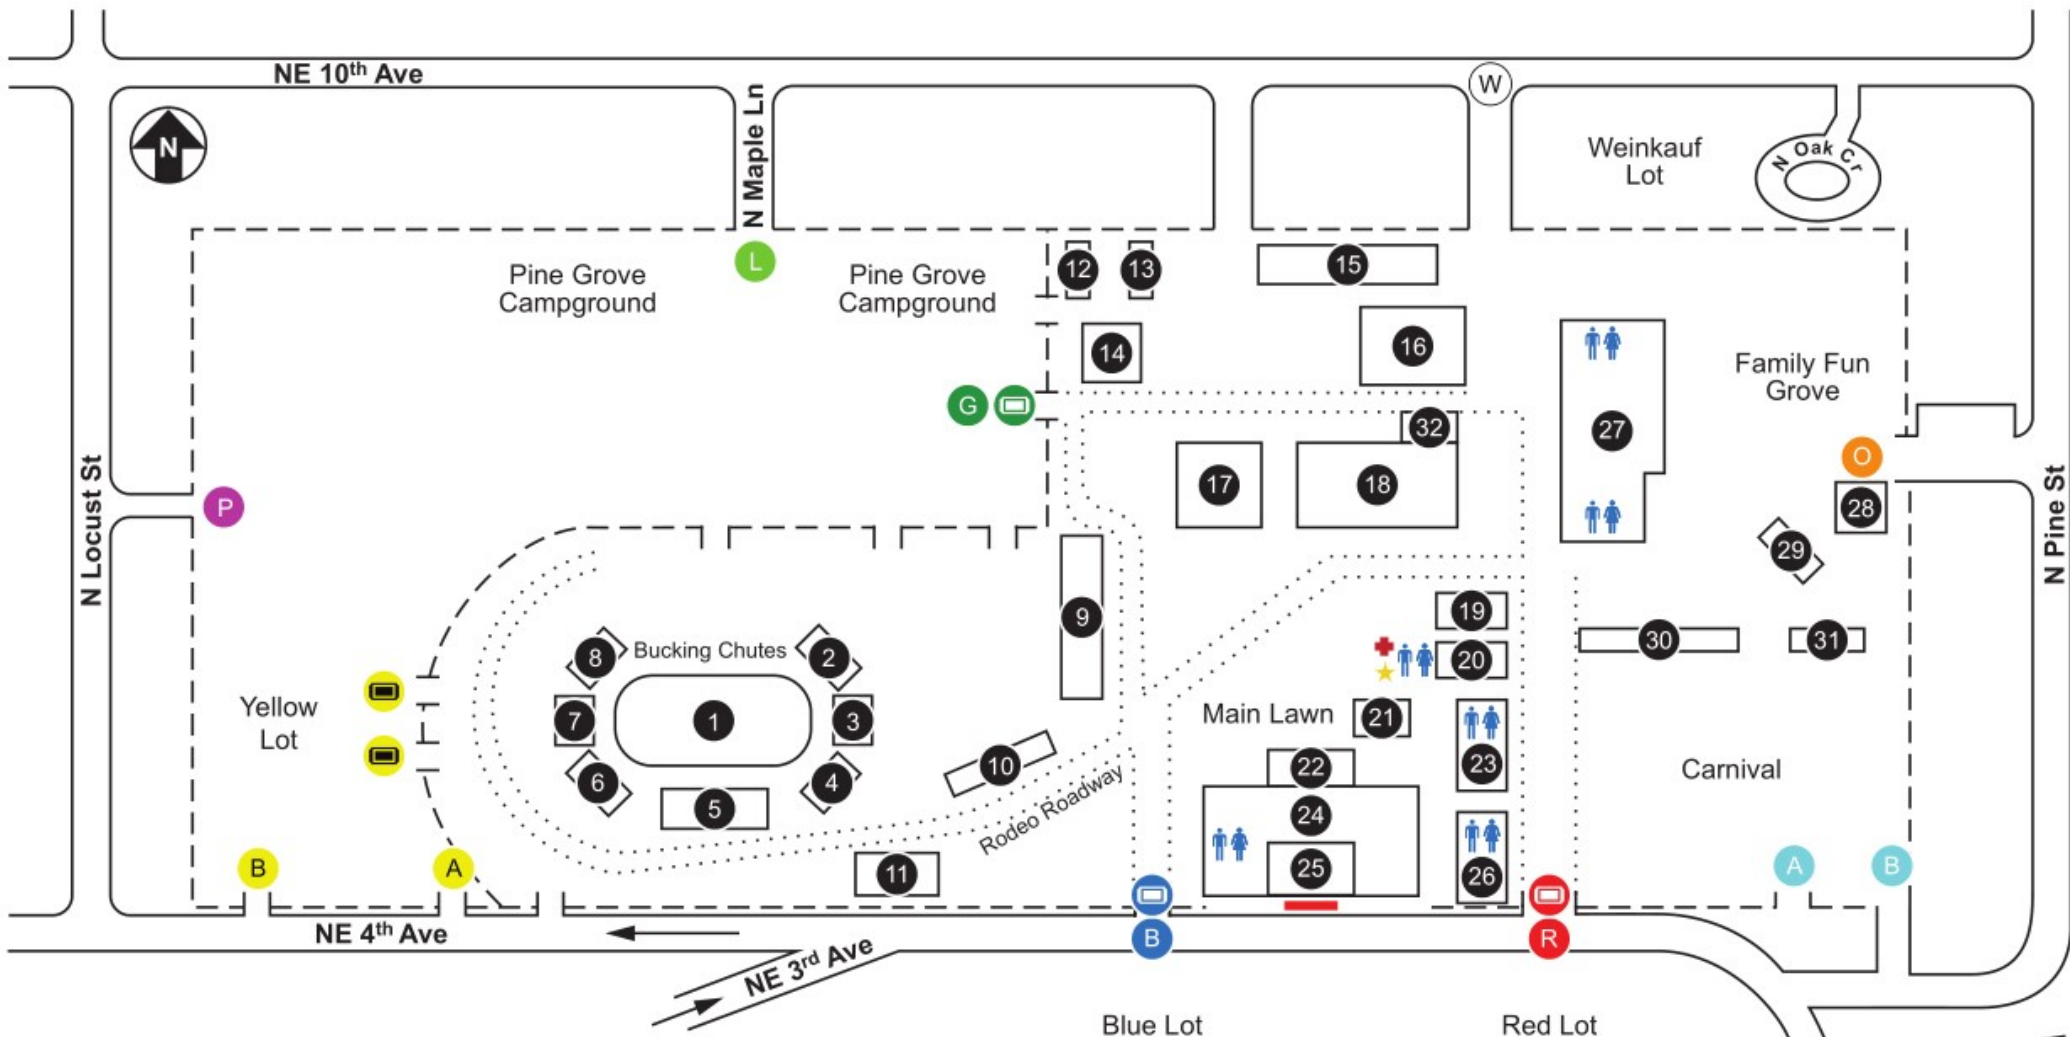 NE 10th Ave
W
N
N Maple Ln
Weinkauf
Lot
N Oak Cr
L
Pine Grove
Campground
Pine Grove
Campground
12
13
15
14
16
G
32
27
Family Fun
Grove
O
17
18
28
P
N Locust St
N Pine St
29
9
19
30
31
8
Bucking Chutes
2
20
Yellow
Lot
7
1
3
Main Lawn
21
23
6
5
4
10
22
Carnival
Rodeo Roadway
24
B
A
11
25
26
A
B
NE 4th Ave
B
R
NE 3rd Ave
Blue Lot
Red Lot